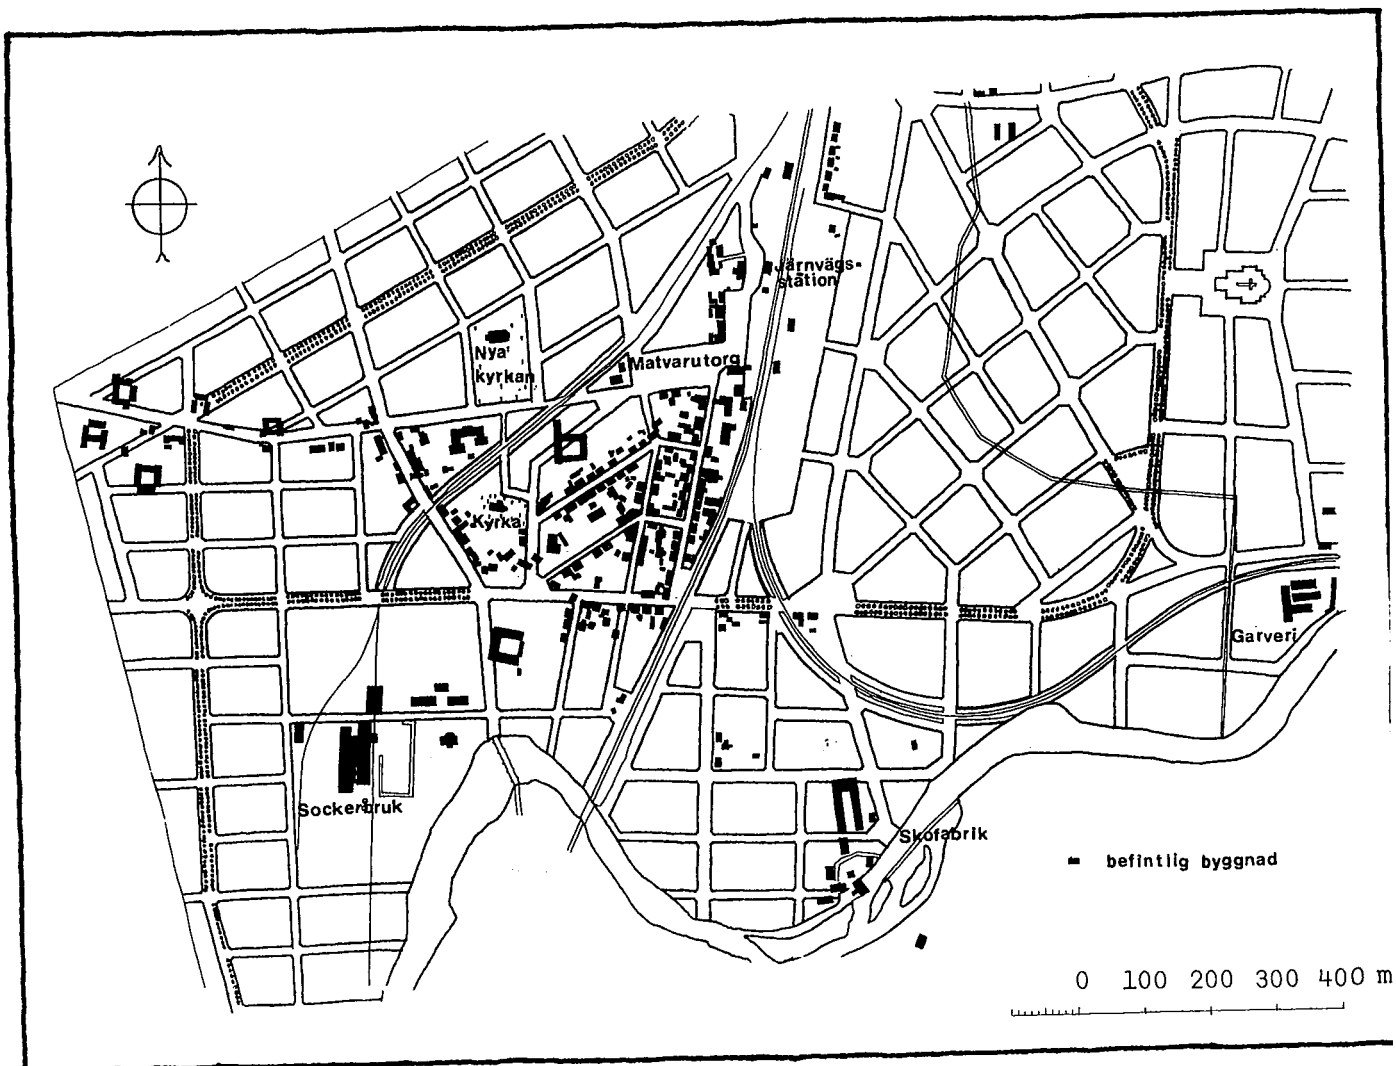 Järnvägs-
station
Nya
kyrkan
Matvarutorg
Kyrka
Garveri
Sockerbruk
Skofabrik
befintlig byggnad
0 100 200 300 400 m